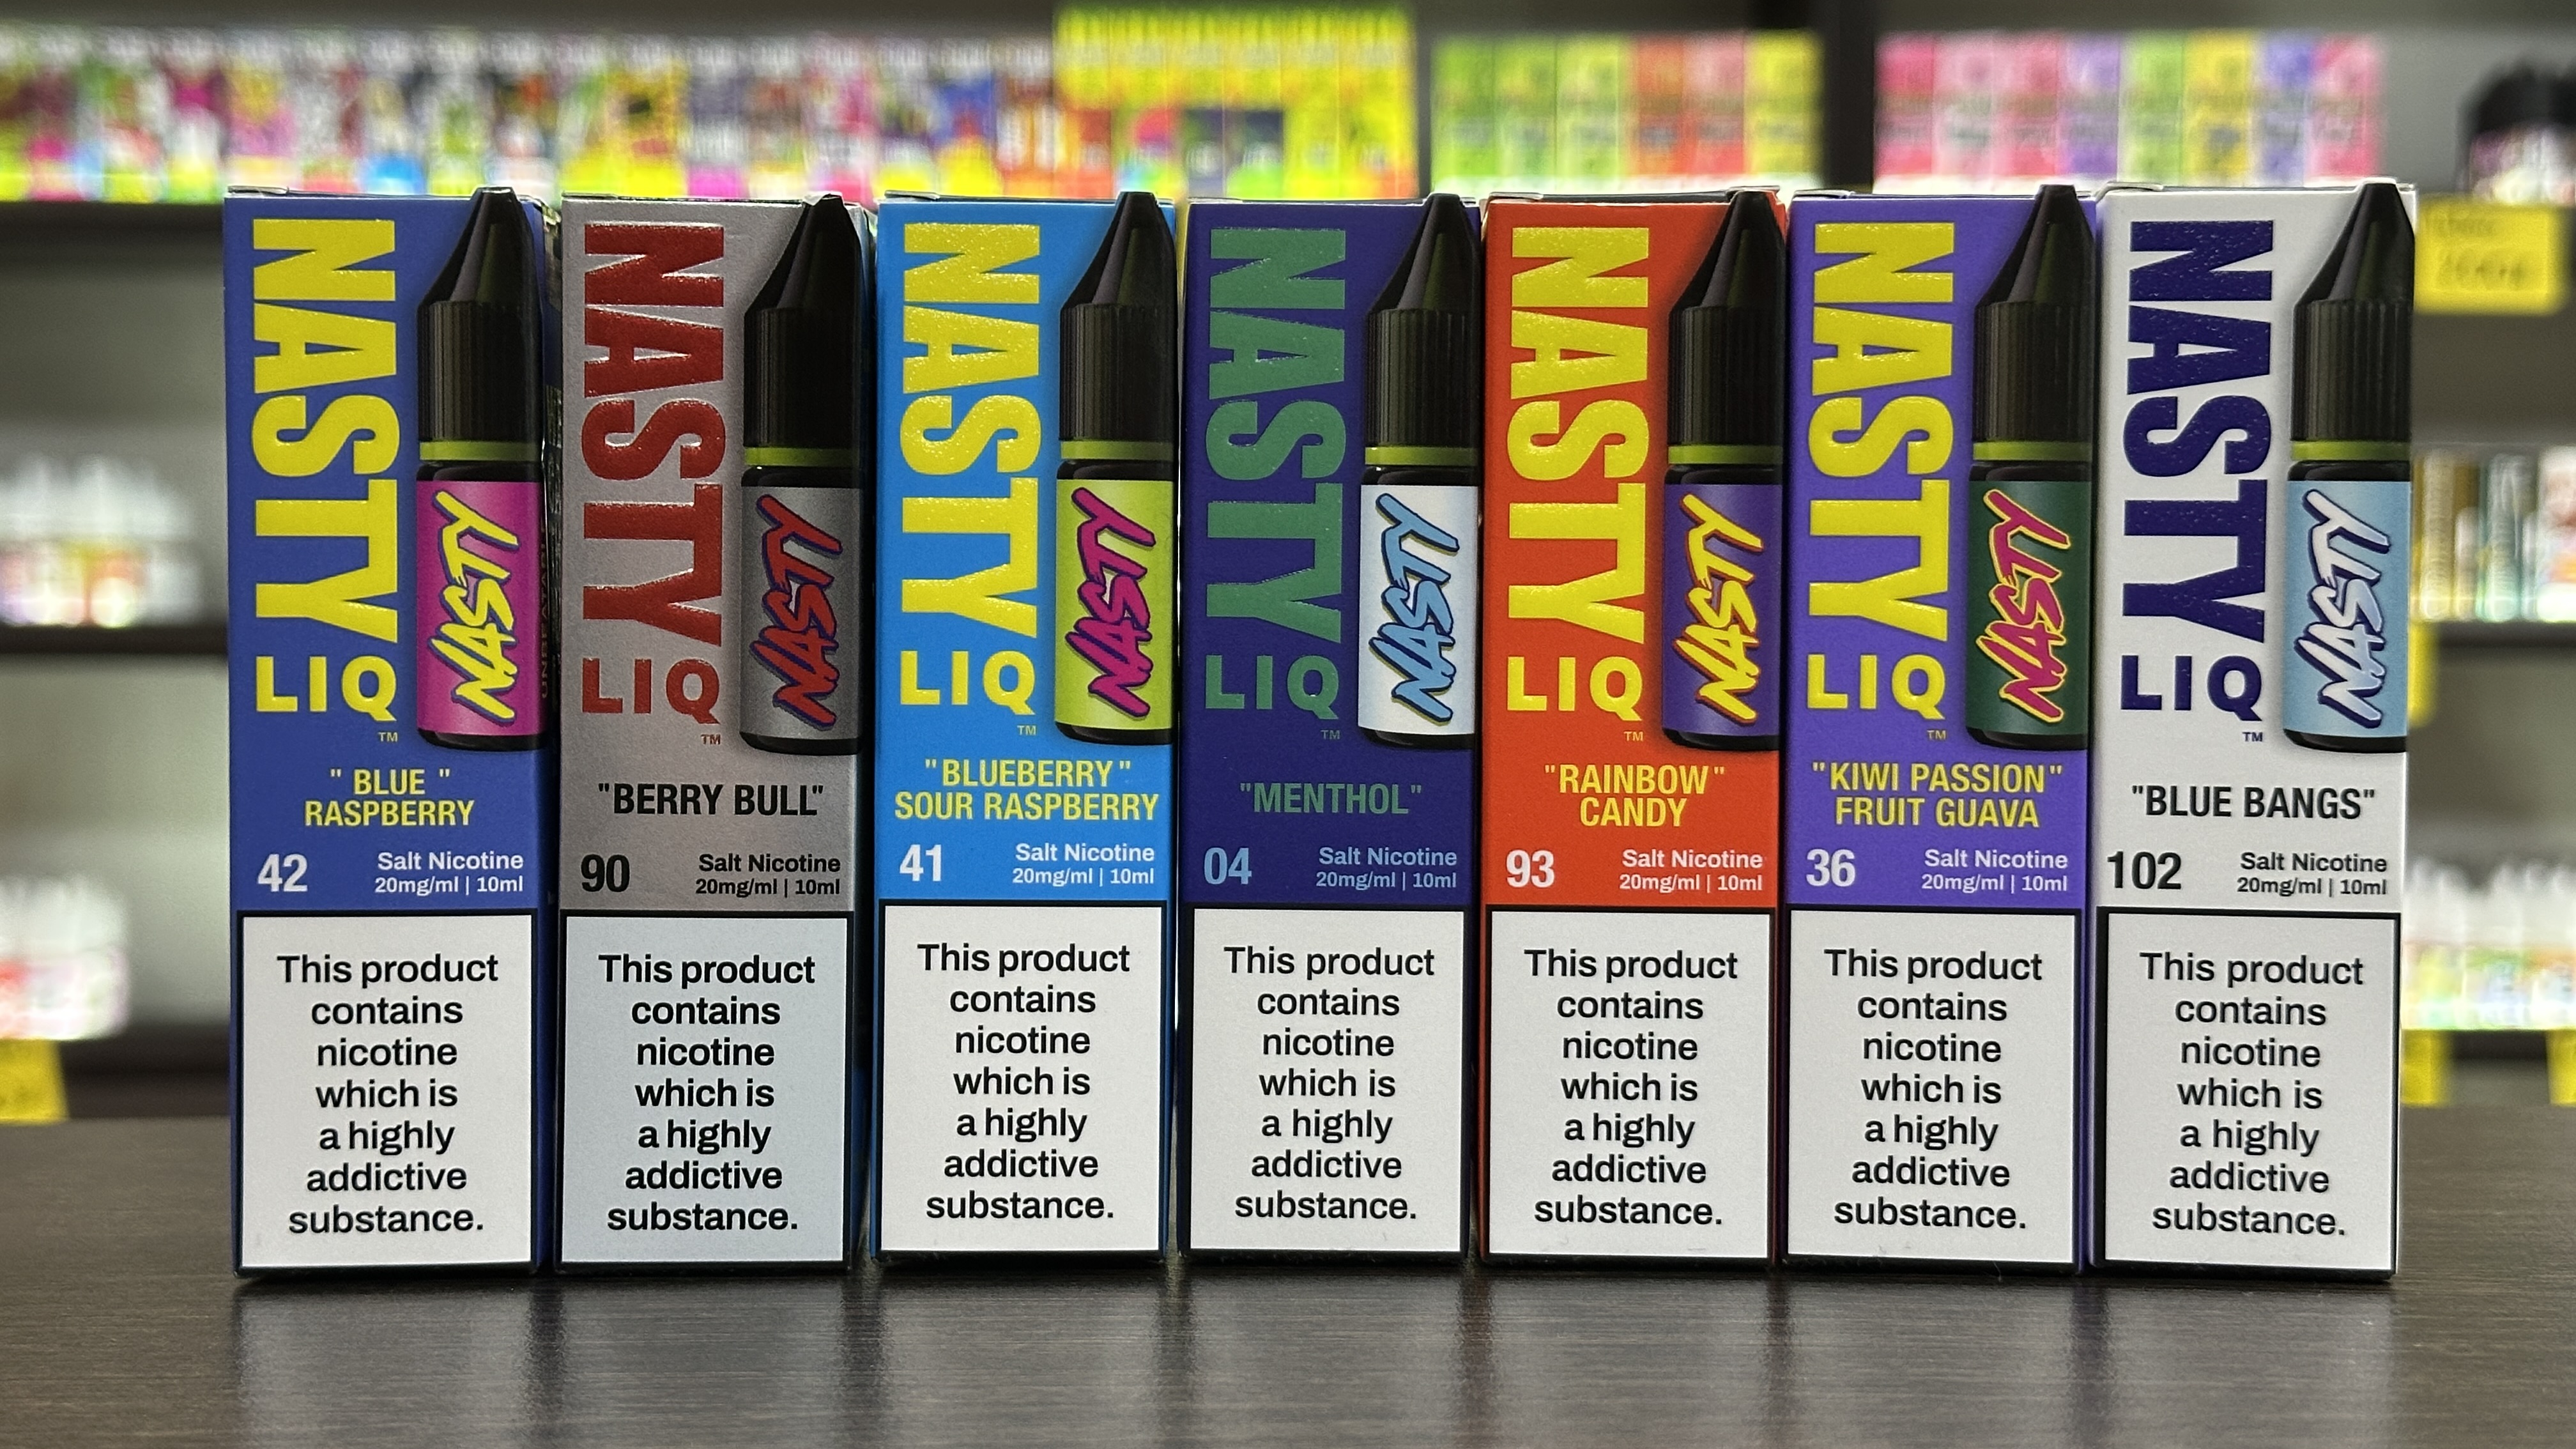 NASTY
LIQ
TM
NASTY
" BLUE "
RASPBERRY
42
Salt Nicotine
20mg/ml | 10ml
This product
contains
nicotine
which is
a highly
addictive
substance.
NASTY
LIQ
TM
NASTY
"BERRY BULL"
90
Salt Nicotine
20mg/ml | 10ml
This product
contains
nicotine
which is
a highly
addictive
substance.
NASTY
LIQ
TM
NASTY
"BLUEBERRY"
SOUR RASPBERRY
41
Salt Nicotine
20mg/ml | 10ml
This product
contains
nicotine
which is
a highly
addictive
substance.
NASTY
LIQ
TM
NASTY
"MENTHOL"
04
Salt Nicotine
20mg/ml | 10ml
This product
contains
nicotine
which is
a highly
addictive
substance.
NASTY
LIQ
TM
NASTY
"RAINBOW"
CANDY
93
Salt Nicotine
20mg/ml | 10ml
This product
contains
nicotine
which is
a highly
addictive
substance.
NASTY
LIQ
TM
NASTY
"KIWI PASSION"
FRUIT GUAVA
36
Salt Nicotine
20mg/ml | 10ml
This product
contains
nicotine
which is
a highly
addictive
substance.
NASTY
LIQ
TM
NASTY
"BLUE BANGS"
102
Salt Nicotine
20mg/ml | 10ml
This product
contains
nicotine
which is
a highly
addictive
substance.